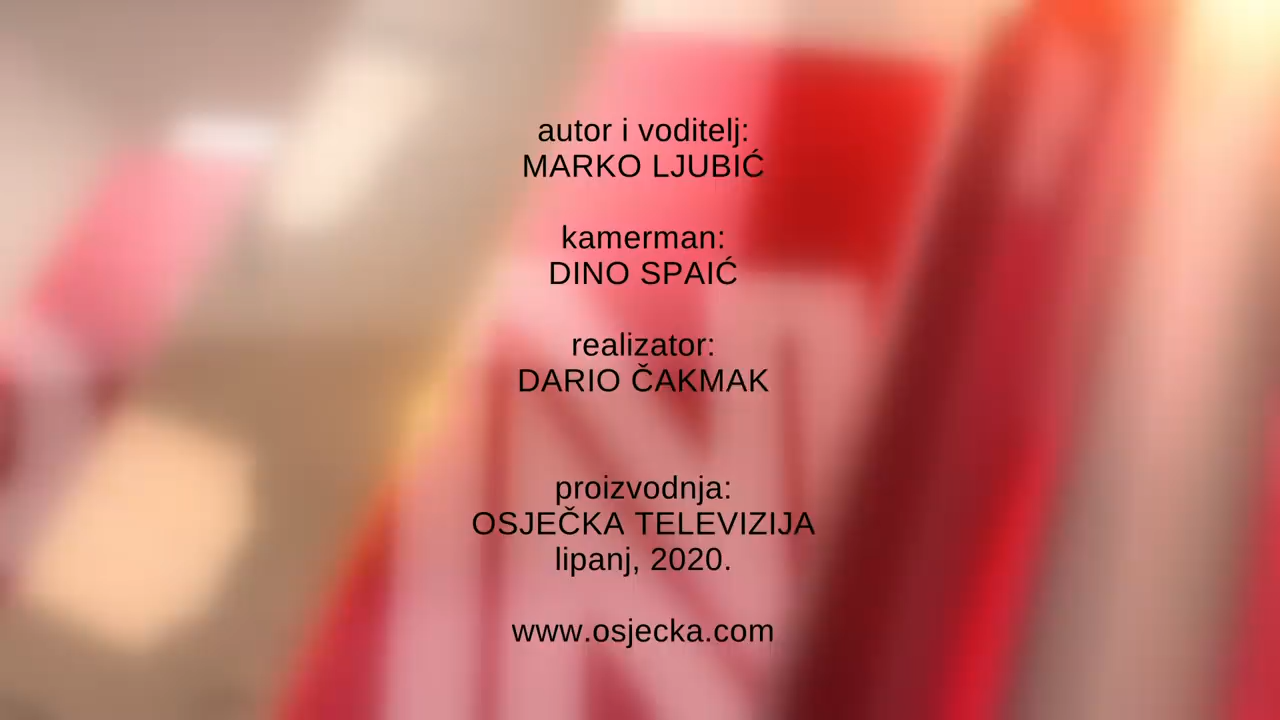 autor i voditelj:
MARKO LJUBIĆ
kamerman:
DINO SPAIĆ
realizator:
DARIO ČAKMAK
proizvodnja:
OSJEČKA TELEVIZIJA
lipanj, 2020.
www.osjecka.com